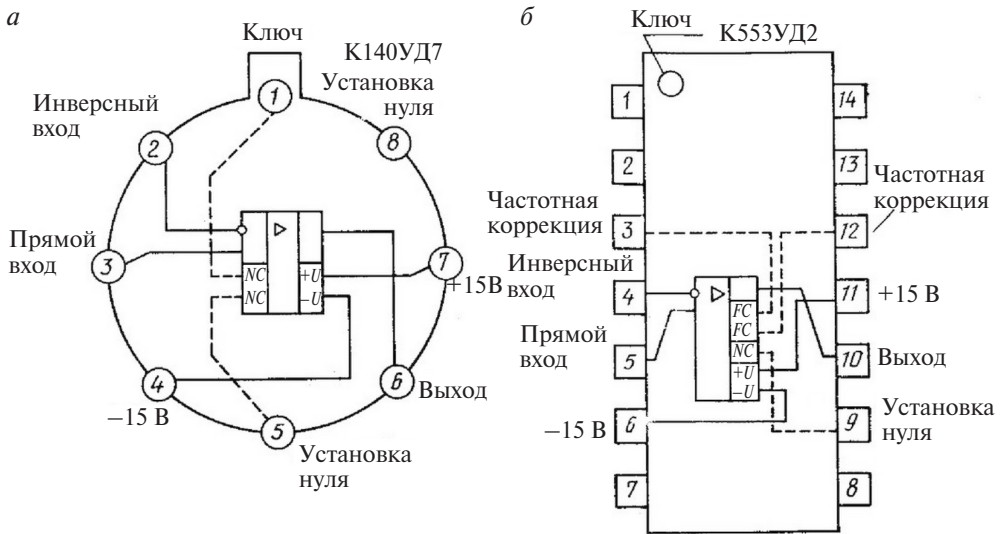 а
Ключ
К140УД7
Установка
нуля
Инверсный
вход
1
2
8
Прямой
вход
3
NC
NC
+U
−U
7
+15В
4
−15 В
5
Установка
нуля
6
Выход
б
Ключ
К553УД2
1
14
2
13
Частотная
коррекция
3
Частотная
коррекция
12
Инверсный
вход
4
11
+15 В
FC
FC
NC
+U
−U
Прямой
вход
5
10
Выход
−15 В
6
9
Установка
нуля
7
8